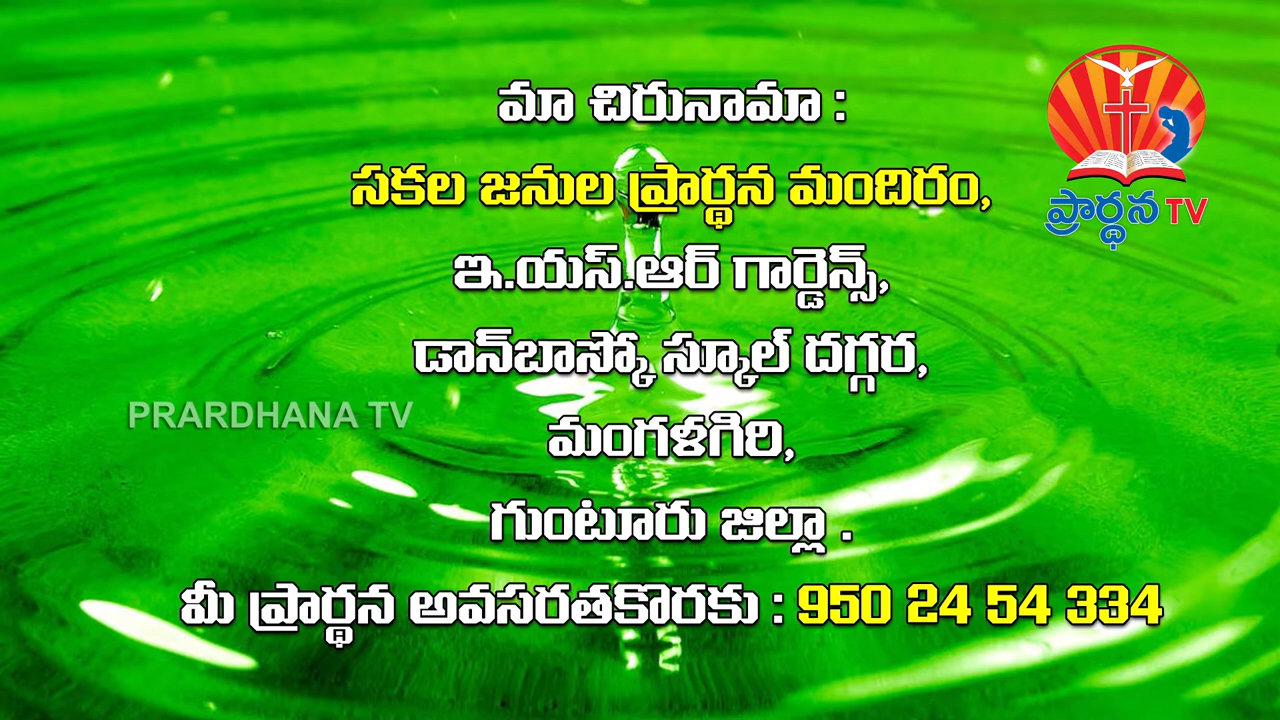 మా చిరునామా :
సకల జనుల ప్రార్థన మందిరం,
ఇ.యస్.ఆర్ గార్డెన్స్,
డాన్‌బాస్కో స్కూల్ దగ్గర,
మంగళగిరి,
గుంటూరు జిల్లా .
మీ ప్రార్థన అవసరతకొరకు : 950 24 54 334
ప్రార్థన TV
PRARDHANA TV